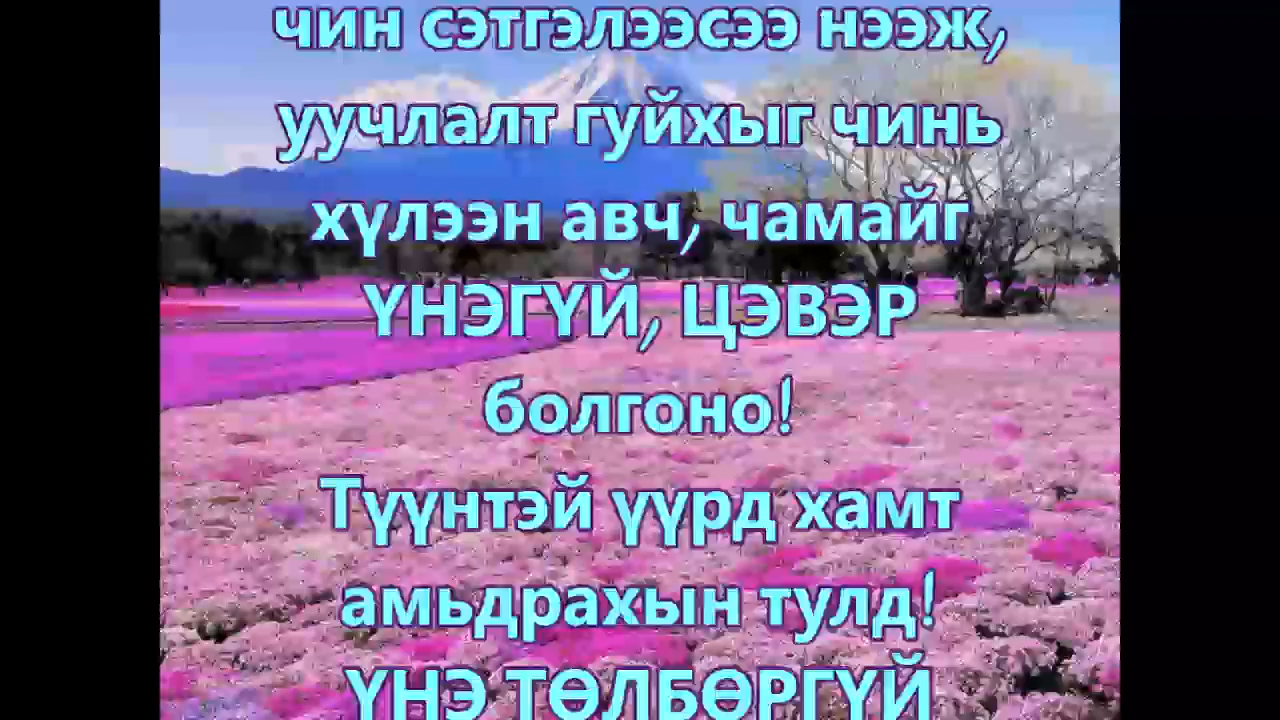 чин сэтгэлээсээ нээж,
уучлалт гуйхыг чинь
хүлээн авч, чамайг
ҮНЭГҮЙ, ЦЭВЭР
болгоно!
Түүнтэй үүрд хамт
амьдрахын тулд!
ҮНЭ ТӨЛБӨРГҮЙ